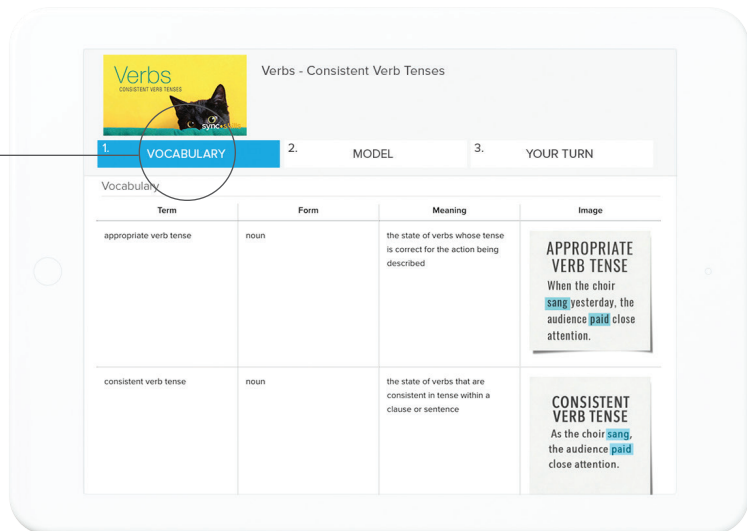 Verbs
CONSISTENT VERB TENSES
Verbs - Consistent Verb Tenses
1.
VOCABULARY
2.
MODEL
3.
YOUR TURN
Vocabulary
Term
Form
Meaning
Image
appropriate verb tense
noun
the state of verbs whose tense
is correct for the action being
described
APPROPRIATE
VERB TENSE
When the choir
sang yesterday, the
audience paid close
attention.
consistent verb tense
noun
the state of verbs that are
consistent in tense within a
clause or sentence
CONSISTENT
VERB TENSE
As the choir sang,
the audience paid
close attention.